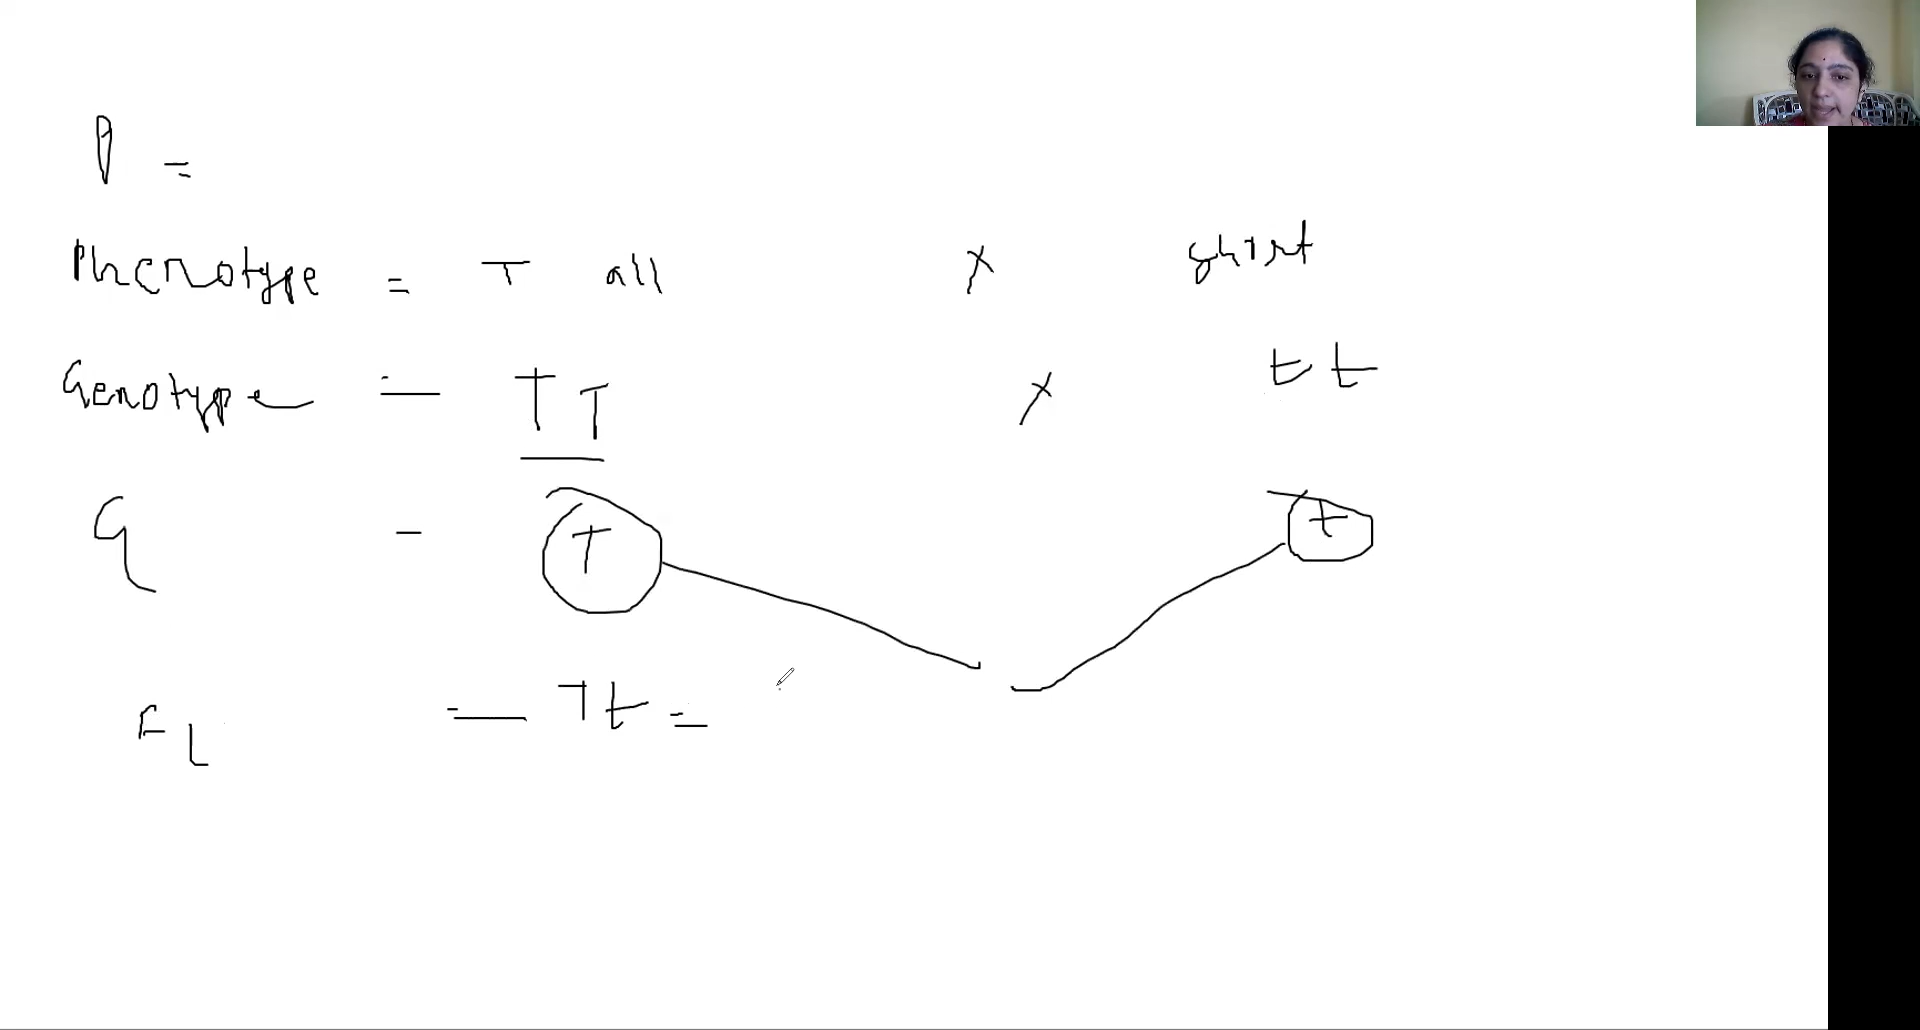 P =
Phenotype = Tall × short
Genotype = TT × tt
G - T t
F1 = Tt =